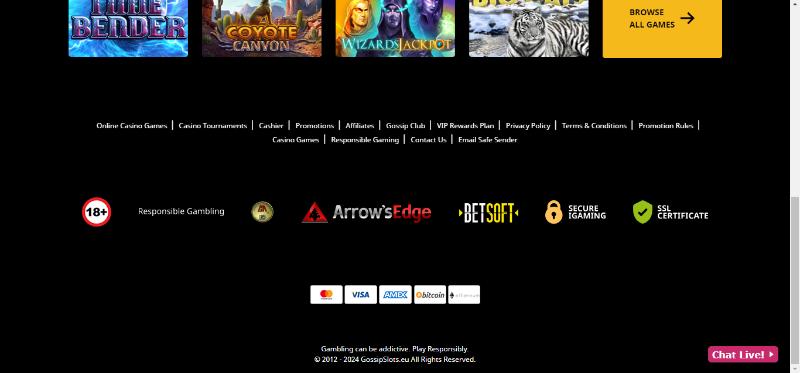 TIME
BENDER
COYOTE
CANYON
WIZARDS JACKPOT
BROWSE
ALL GAMES
Online Casino Games | Casino Tournaments | Cashier | Promotions | Affiliates | Gossip Club | VIP Rewards Plan | Privacy Policy | Terms & Conditions | Promotion Rules |
Casino Games | Responsible Gaming | Contact Us | Email Safe Sender
18+
Responsible Gambling
Arrow'sEdge
BETSOFT
SECURE
IGAMING
SSL
CERTIFICATE
VISA
AMEX
bitcoin
Gambling can be addictive. Play Responsibly.
© 2012 - 2024 GossipSlots.eu All Rights Reserved.
Chat Live!